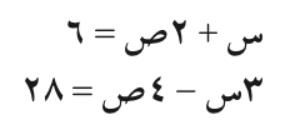 س + ٢ص = ٦
٣س − ٤ص = ٢٨